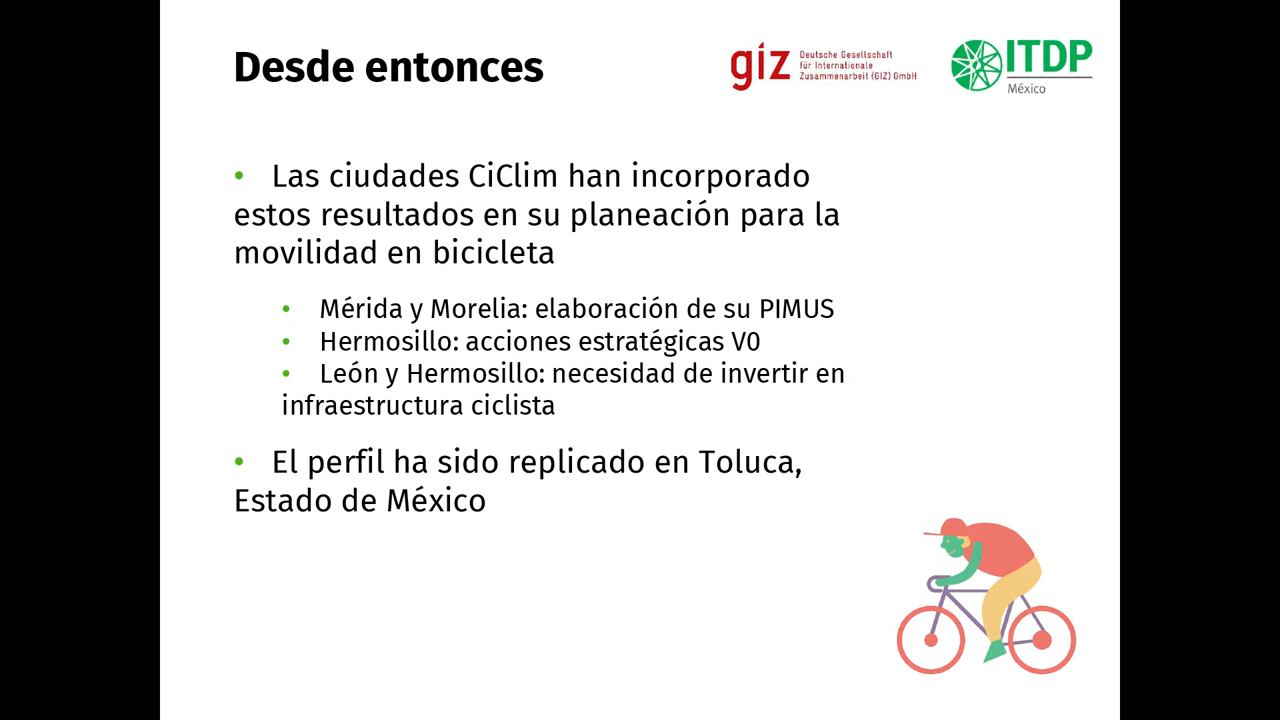 Desde entonces
giz
Deutsche Gesellschaft
für Internationale
Zusammenarbeit (GIZ) GmbH
ITDP
México
• Las ciudades CiClim han incorporado
estos resultados en su planeación para la
movilidad en bicicleta
• Mérida y Morelia: elaboración de su PIMUS
• Hermosillo: acciones estratégicas V0
• León y Hermosillo: necesidad de invertir en
infraestructura ciclista
• El perfil ha sido replicado en Toluca,
Estado de México